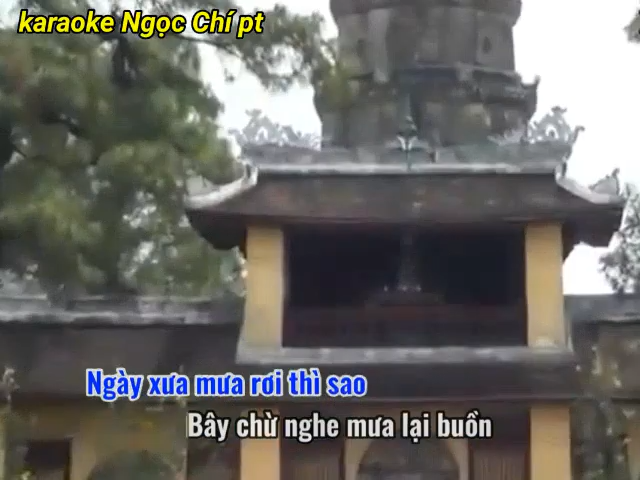 karaoke Ngọc Chí pt
Ngày xưa mưa rơi thì sao
Bây chừ nghe mưa lại buồn